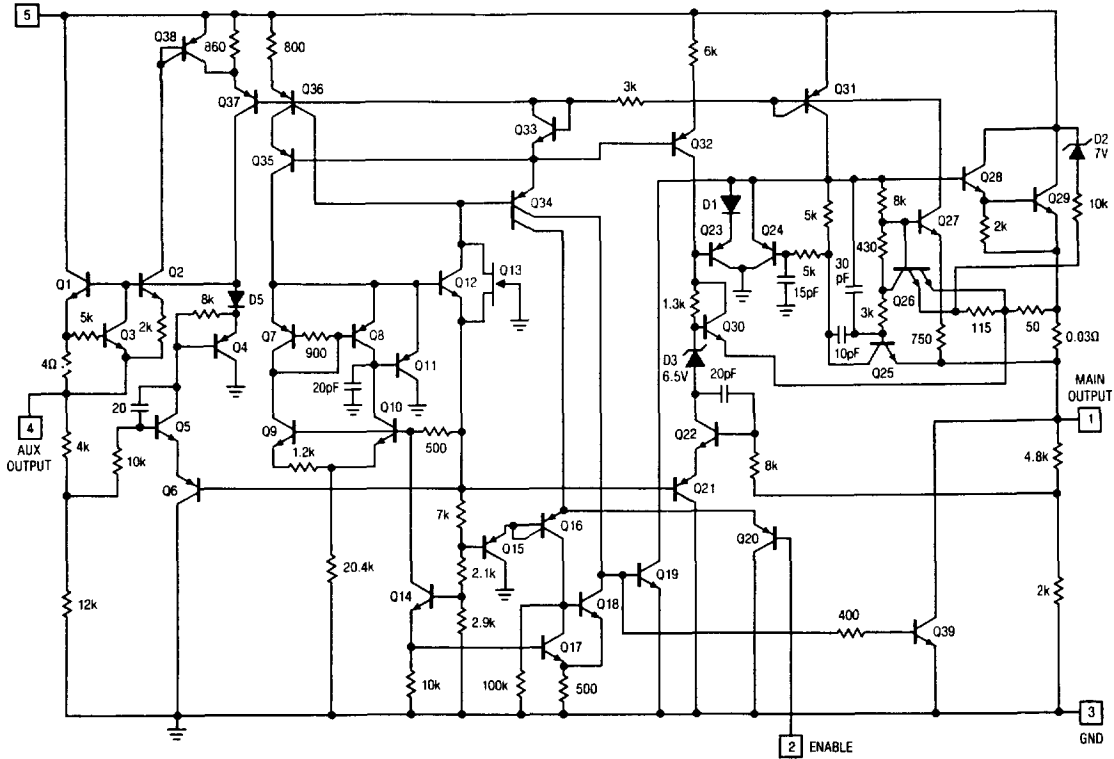 5
Q38
860
800
6k
Q36
Q37
3k
Q31
Q33
Q32
D2
7V
Q35
Q28
Q34
D1
8k
Q29
5k
Q27
10k
2k
Q23
Q24
430
Q2
Q13
Q1
Q12
D5
5k
30
pF
8k
1.3k
15pF
Q26
5k
Q3
2k
Q30
3k
115
50
Q4
Q7
Q8
900
D3
6.5V
10pF
750
0.03Ω
4Ω
Q11
20pF
Q25
20pF
20
MAIN
OUTPUT
1
4
AUX
OUTPUT
Q5
Q9
Q10
Q22
4k
500
4.8k
10k
1.2k
8k
Q6
Q21
7k
Q16
Q15
Q20
20.4k
2.1k
Q19
Q14
Q18
2k
12k
2.9k
400
Q17
Q39
10k
100k
500
3
GND
2
ENABLE